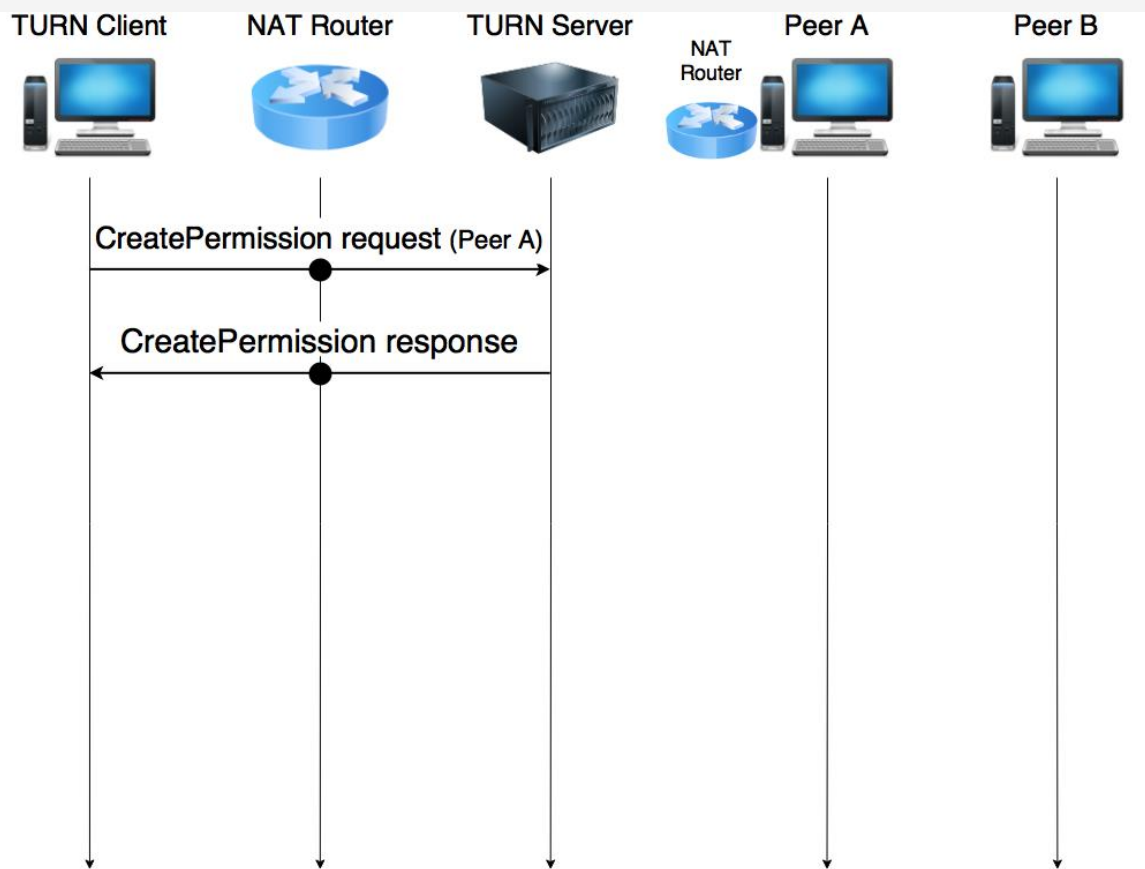 TURN Client
NAT Router
TURN Server
NAT
Router
Peer A
Peer B
CreatePermission request (Peer A)
CreatePermission response